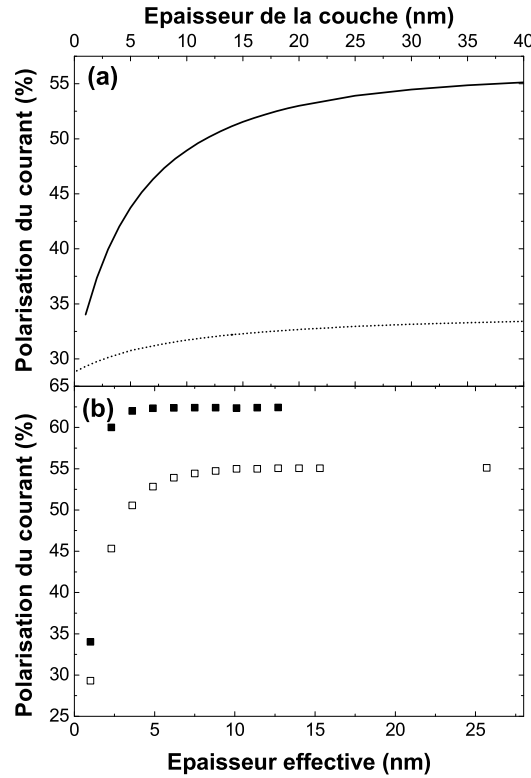 Epaisseur de la couche (nm)
0 5 10 15 20 25 30 35 40
(a)
Polarisation du courant (%)
55
50
45
40
35
30
65
(b)
Polarisation du courant (%)
60
55
50
45
40
35
30
25
0 5 10 15 20 25
Epaisseur effective (nm)